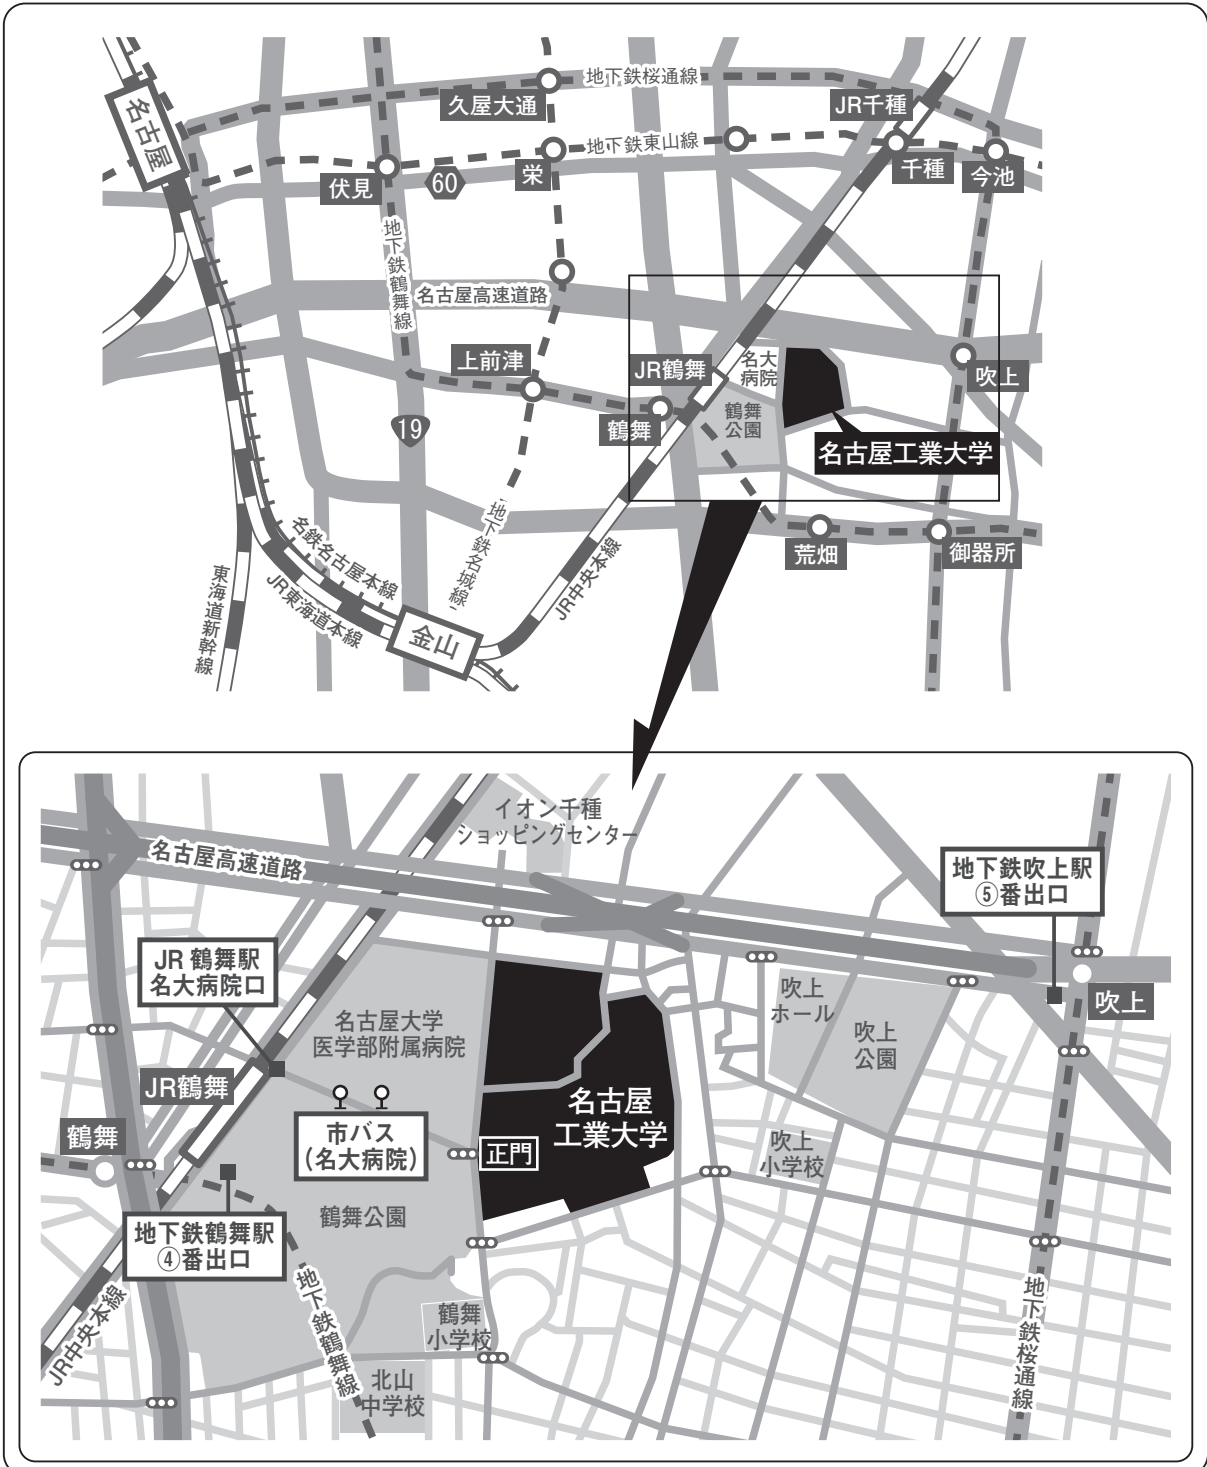 地下鉄桜通線
久屋大通
JR千種
名古屋
地下鉄東山線
伏見
60
栄
千種
今池
地下鉄鶴舞線
名古屋高速道路
上前津
JR鶴舞
名大
病院
吹上
鶴舞
公園
19
鶴舞
名古屋工業大学
地下鉄名城線
荒畑
御器所
名鉄名古屋本線
JR東海道本線
JR中央本線
東海道新幹線
金山
イオン千種
ショッピングセンター
名古屋高速道路
地下鉄吹上駅
⑤番出口
JR 鶴舞駅
名大病院口
吹上
ホール
吹上
名古屋大学
医学部附属病院
吹上
公園
JR鶴舞
名古屋
工業大学
鶴舞
市バス
(名大病院)
正門
吹上
小学校
鶴舞公園
地下鉄鶴舞駅
④番出口
地下鉄鶴舞線
JR中央本線
鶴舞
小学校
地下鉄桜通線
北山
中学校